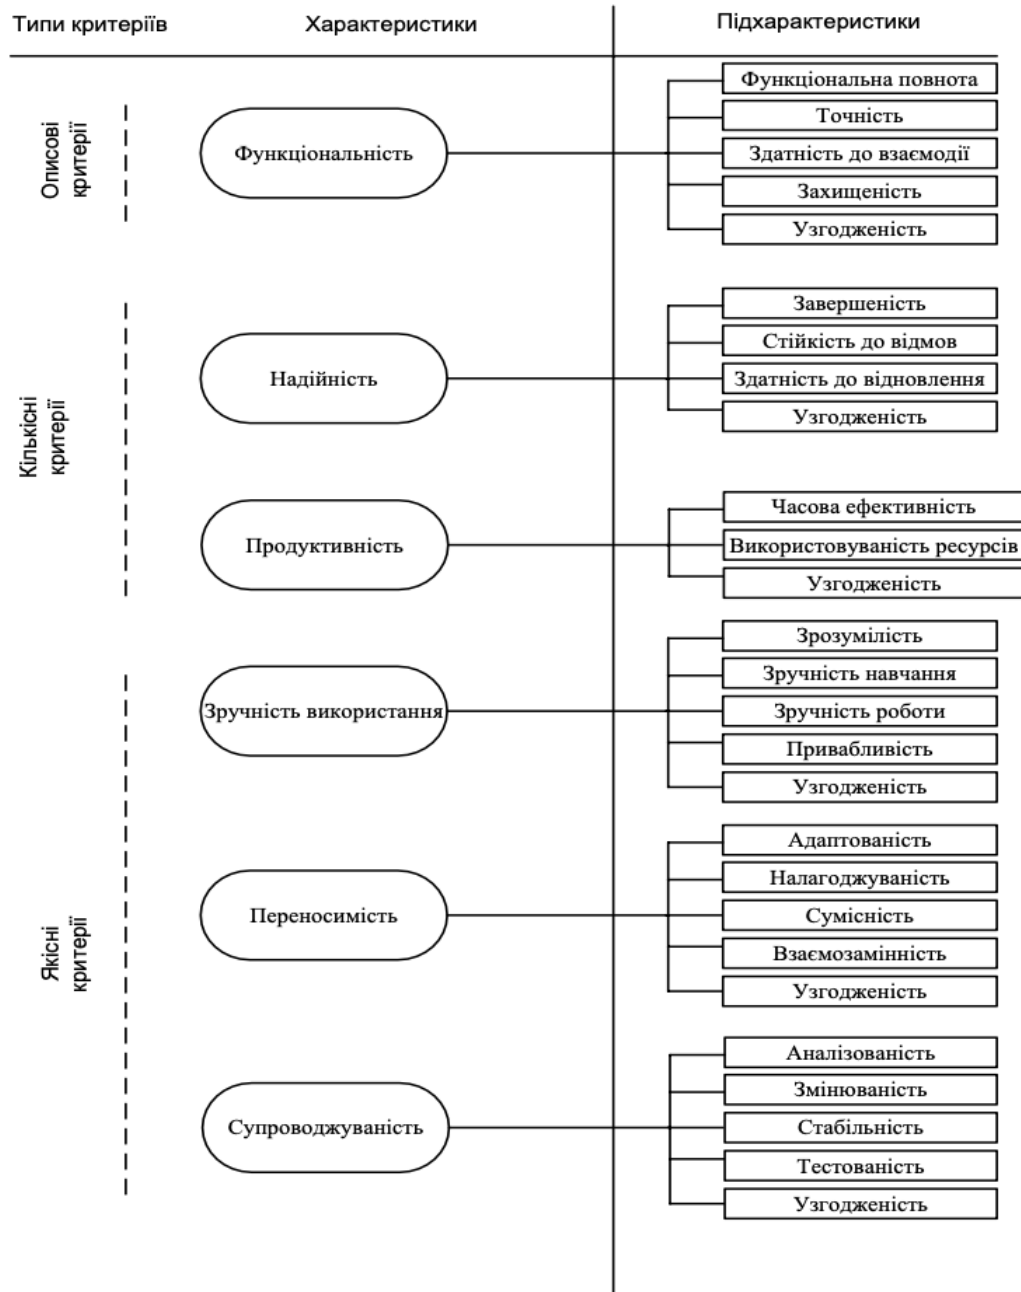 Типи критеріїв
Характеристики
Підхарактеристики
Описові
критерії
Функціональність
Функціональна повнота
Точність
Здатність до взаємодії
Захищеність
Узгодженість
Кількісні
критерії
Надійність
Завершеність
Стійкість до відмов
Здатність до відновлення
Узгодженість
Продуктивність
Часова ефективність
Використовуваність ресурсів
Узгодженість
Якісні
критерії
Зручність використання
Зрозумілість
Зручність навчання
Зручність роботи
Привабливість
Узгодженість
Переносимість
Адаптованість
Налагоджуваність
Сумісність
Взаємозамінність
Узгодженість
Супроводжуваність
Аналізованість
Змінюваність
Стабільність
Тестованість
Узгодженість